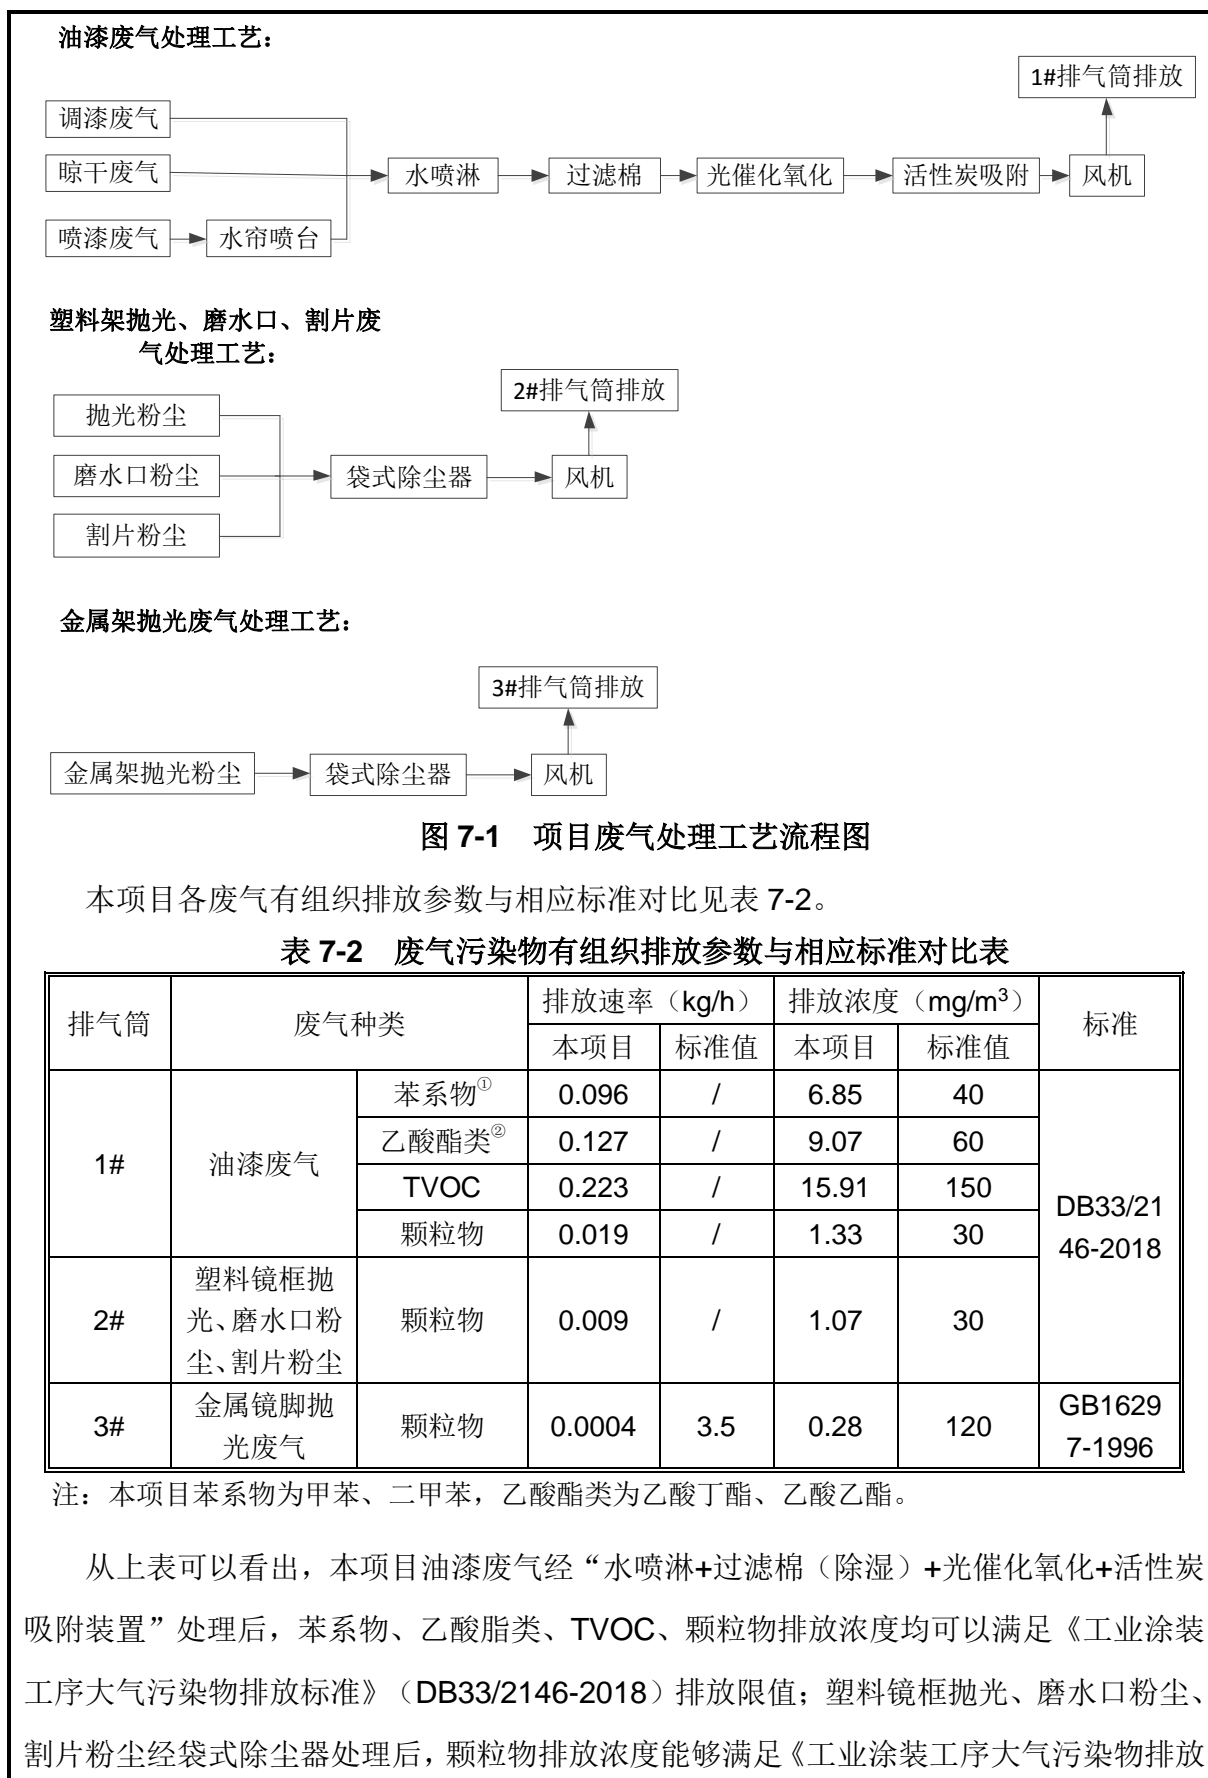 油漆废气处理工艺：
1#排气筒排放
调漆废气
晾干废气
水喷淋
过滤棉
光催化氧化
活性炭吸附
风机
喷漆废气
水帘喷台
塑料架抛光、磨水口、割片废
气处理工艺：
2#排气筒排放
抛光粉尘
磨水口粉尘
袋式除尘器
风机
割片粉尘
金属架抛光废气处理工艺：
3#排气筒排放
金属架抛光粉尘
袋式除尘器
风机
图 7-1 项目废气处理工艺流程图
本项目各废气有组织排放参数与相应标准对比见表 7-2。
表 7-2 废气污染物有组织排放参数与相应标准对比表
排气筒 废气种类 排放速率（kg/h） 排放浓度（mg/m³） 标准
本项目 标准值 本项目 标准值
1# 油漆废气 苯系物① 0.096 / 6.85 40 DB33/21
46-2018
乙酸酯类② 0.127 / 9.07 60
TVOC 0.223 / 15.91 150
颗粒物 0.019 / 1.33 30
2# 塑料镜框抛
光、磨水口粉
尘、割片粉尘 颗粒物 0.009 / 1.07 30
3# 金属镜脚抛
光废气 颗粒物 0.0004 3.5 0.28 120 GB1629
7-1996
注：本项目苯系物为甲苯、二甲苯，乙酸酯类为乙酸丁酯、乙酸乙酯。
从上表可以看出，本项目油漆废气经“水喷淋+过滤棉（除湿）+光催化氧化+活性炭
吸附装置”处理后，苯系物、乙酸脂类、TVOC、颗粒物排放浓度均可以满足《工业涂装
工序大气污染物排放标准》（DB33/2146-2018）排放限值；塑料镜框抛光、磨水口粉尘、
割片粉尘经袋式除尘器处理后，颗粒物排放浓度能够满足《工业涂装工序大气污染物排放